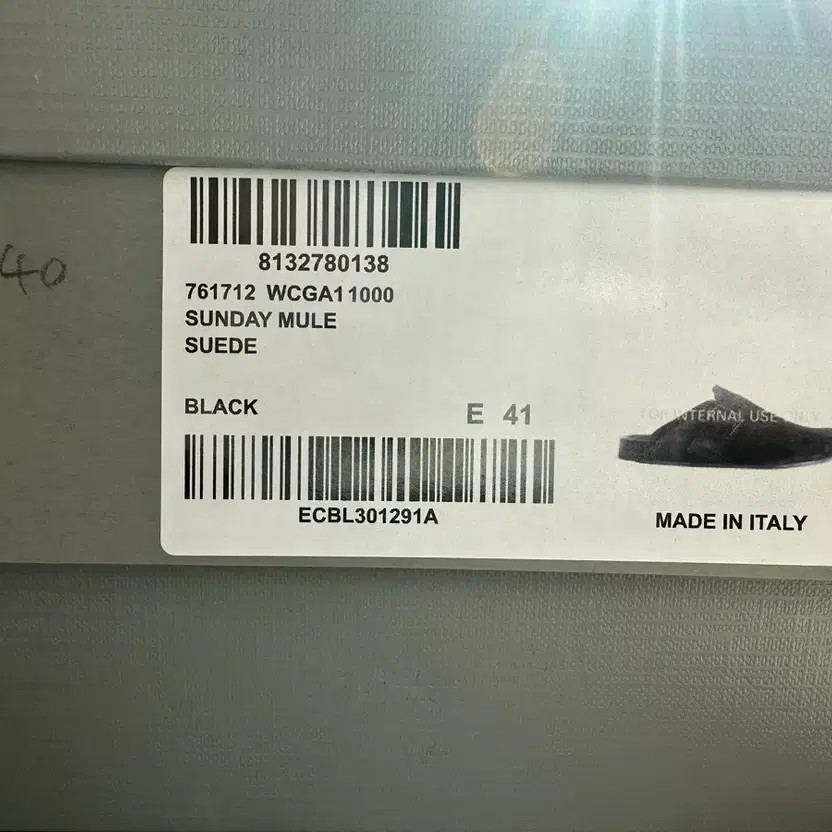 40
8132780138
761712 WCGA11000
SUNDAY MULE
SUEDE
BLACK
E 41
FOR INTERNAL USE ONLY
ECBL301291A
MADE IN ITALY